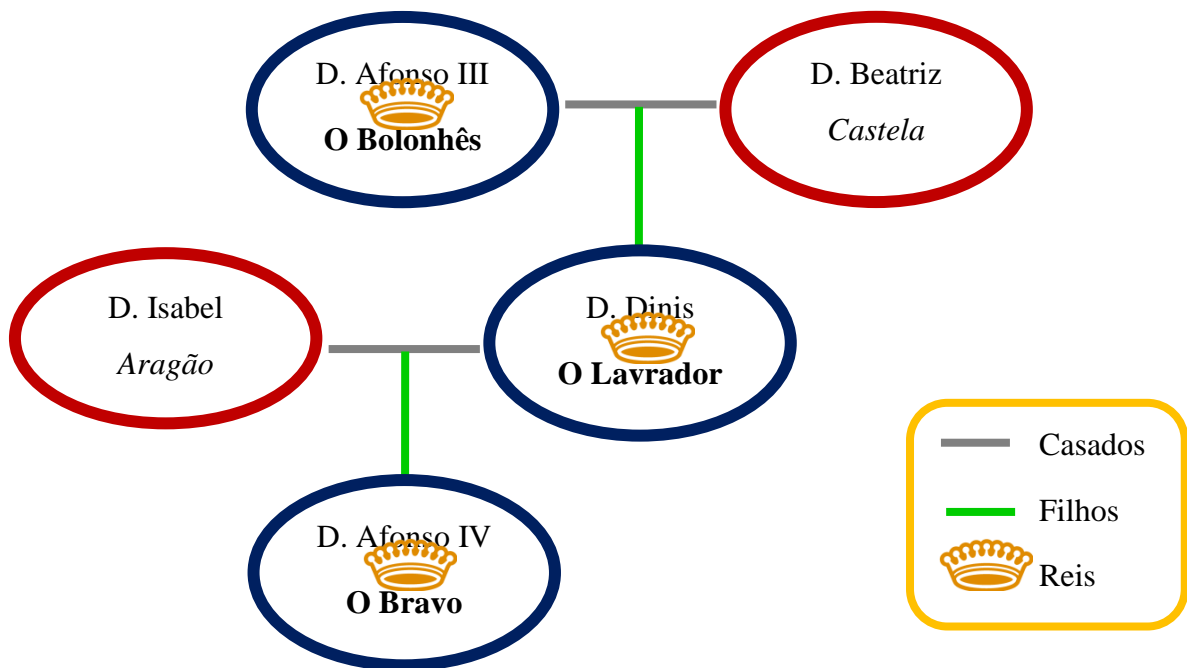 D. Afonso III
O Bolonhês
D. Beatriz
Castela
D. Isabel
Aragão
D. Dinis
O Lavrador
D. Afonso IV
O Bravo
Casados
Filhos
Reis